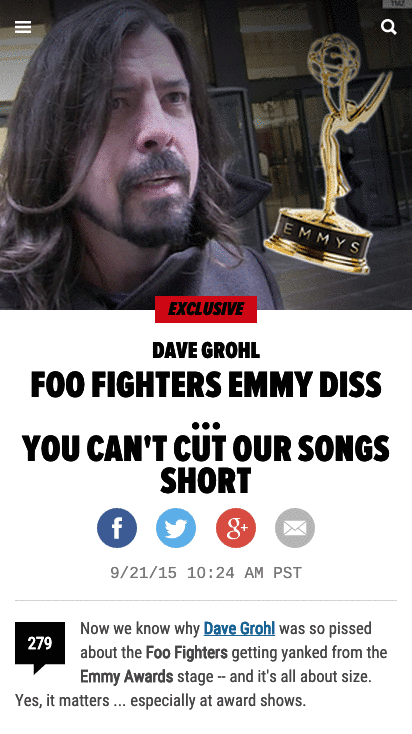 1162
EMMYS
EXCLUSIVE
DAVE GROHL
FOO FIGHTERS EMMY DISS
...
YOU CAN'T CUT OUR SONGS
SHORT
f
g+
9/21/15 10:24 AM PST
279
Now we know why Dave Grohl was so pissed
about the Foo Fighters getting yanked from the
Emmy Awards stage -- and it's all about size.
Yes, it matters ... especially at award shows.